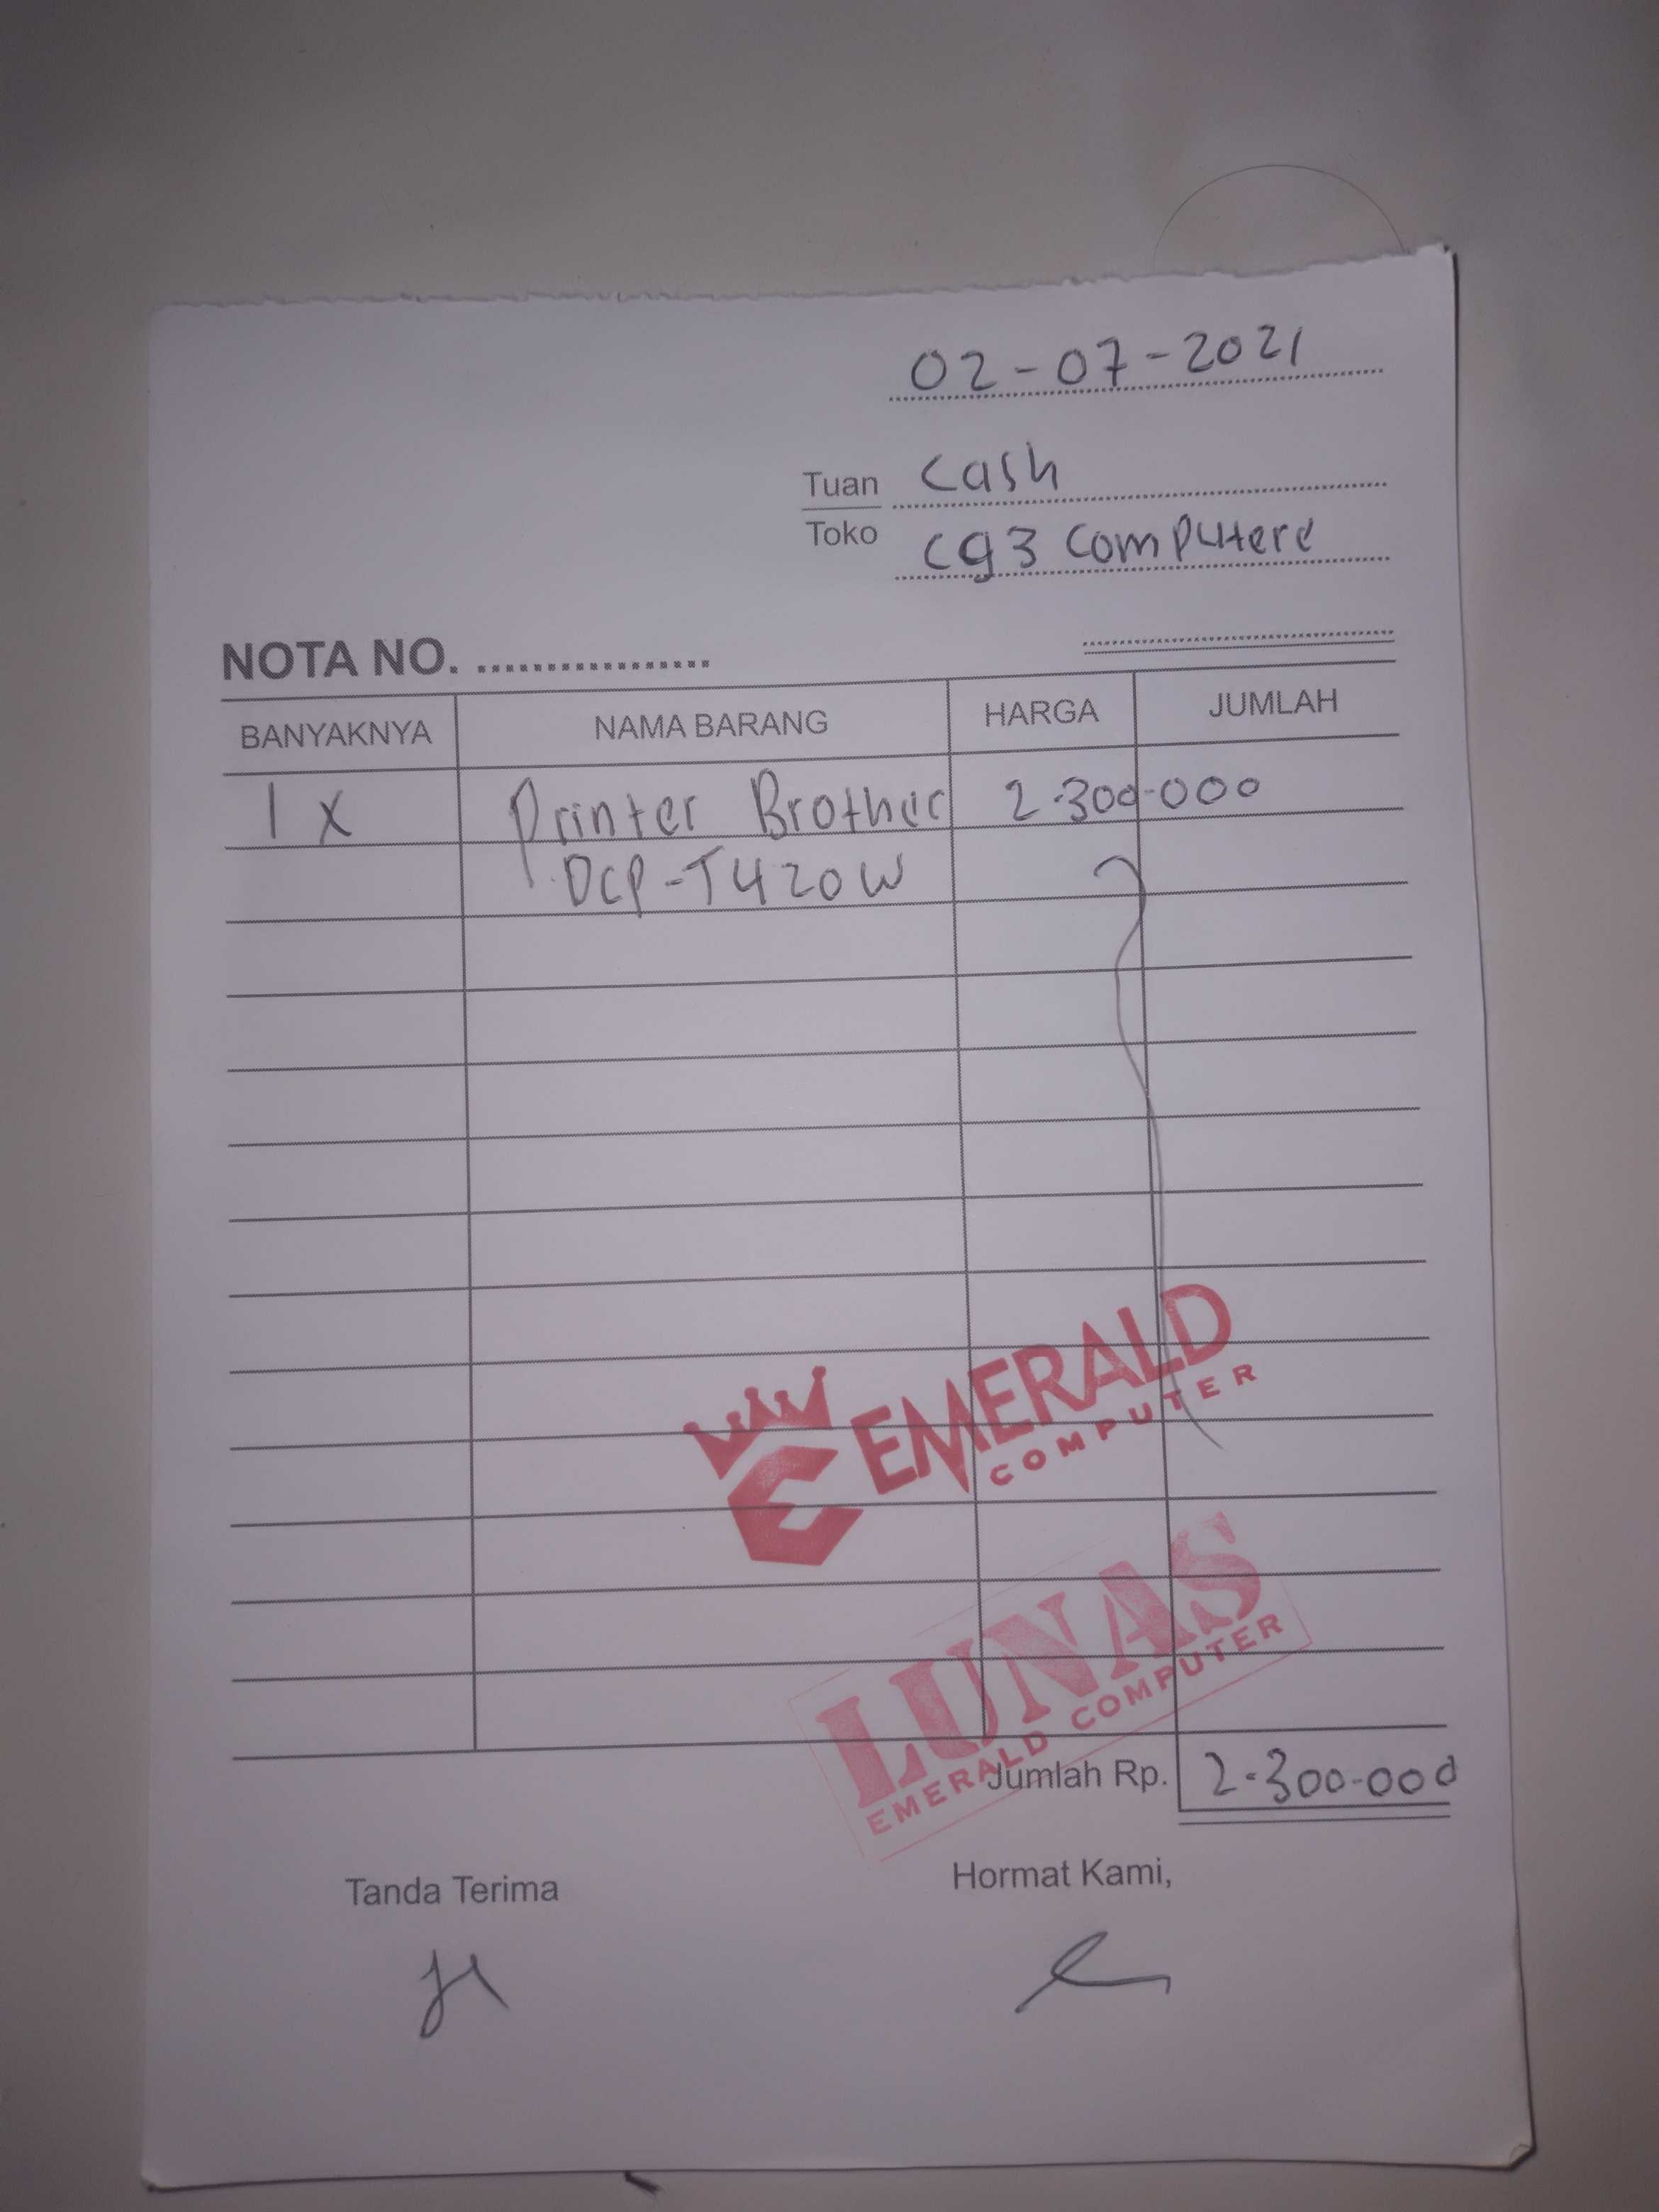 02-07-2021
Tuan Cash
Toko cg3 computere
NOTA NO. ..................
BANYAKNYA NAMA BARANG HARGA JUMLAH
1 x Printer Brother 2.300.000
DCP-T420W
EMERALD
COMPUTER
LUNAS
EMERALD COMPUTER
Jumlah Rp. 2.300.000
Tanda Terima Hormat Kami,